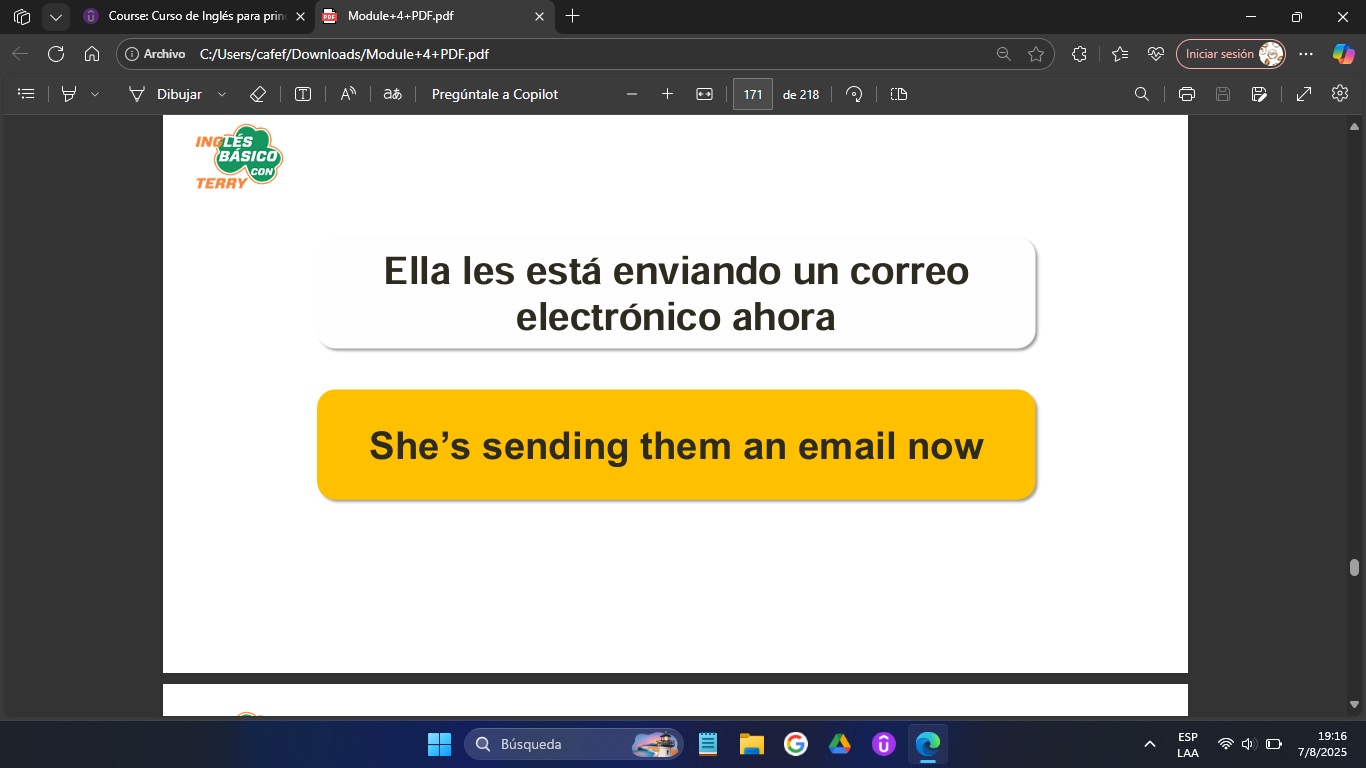 Course: Curso de Inglés para prin
Module+4+PDF.pdf
Archivo
C:/Users/cafef/Downloads/Module+4+PDF.pdf
Iniciar sesión
Dibujar
Pregúntale a Copilot
171
de 218
INGLÉS
BÁSICO
CON
TERRY
Ella les está enviando un correo
electrónico ahora
She’s sending them an email now
Búsqueda
ESP
LAA
19:16
7/8/2025